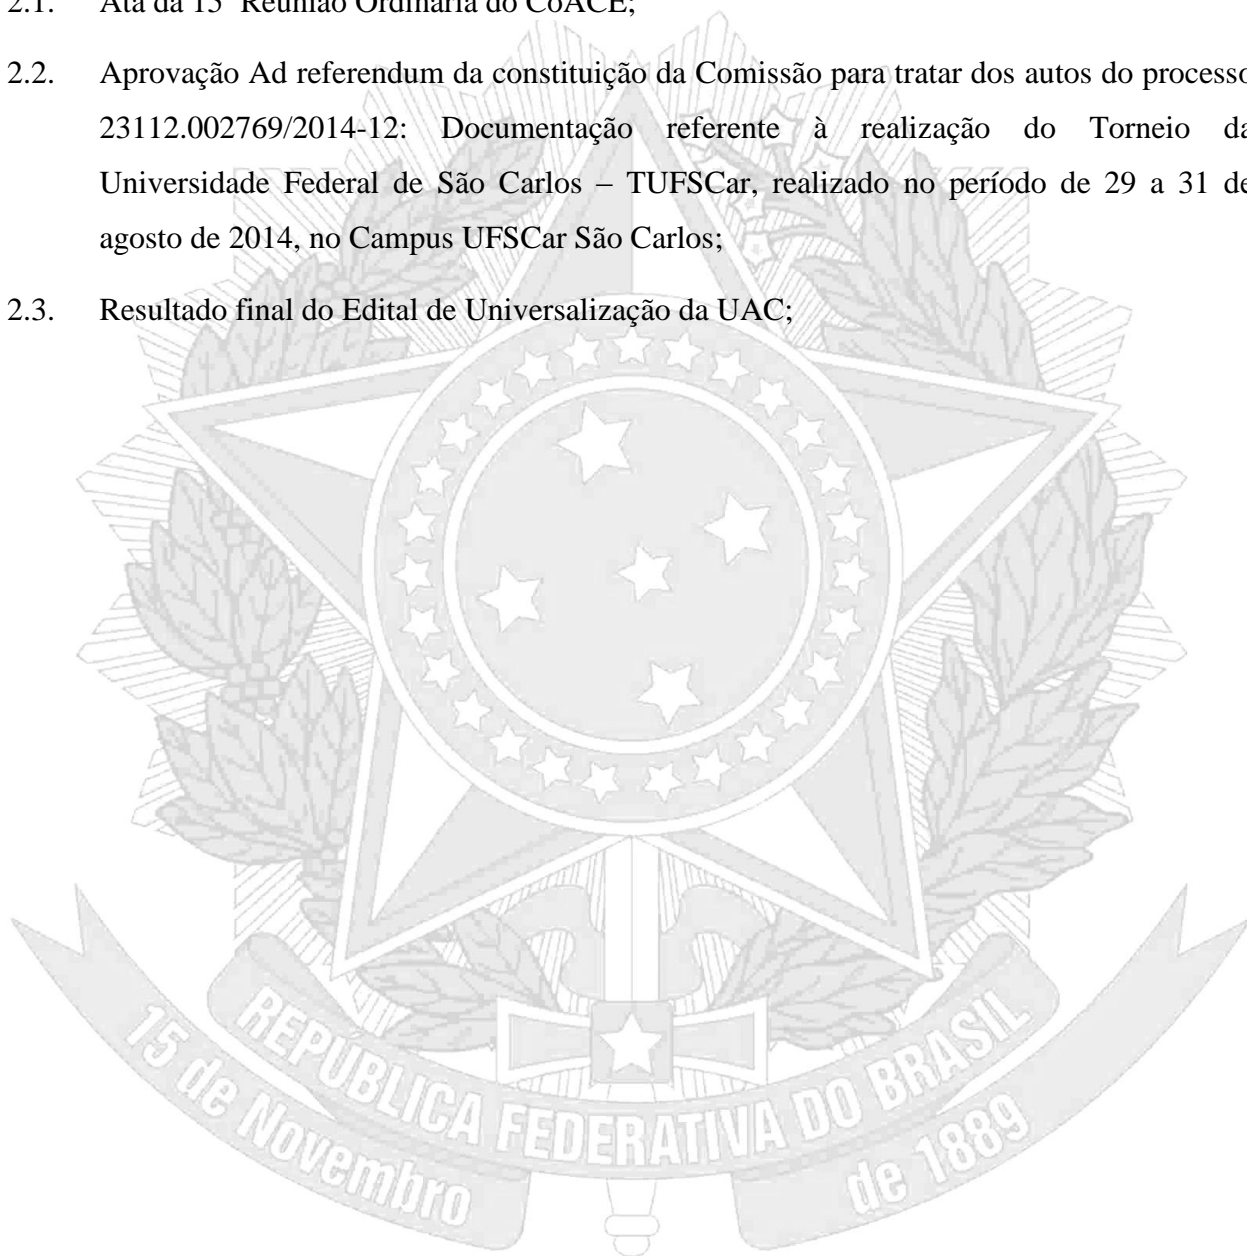 2.1. Ata da 15ª Reunião Ordinária do CoACE;
2.2. Aprovação Ad referendum da constituição da Comissão para tratar dos autos do processo
23112.002769/2014-12: Documentação referente à realização do Torneio da
Universidade Federal de São Carlos – TUFSCar, realizado no período de 29 a 31 de
agosto de 2014, no Campus UFSCar São Carlos;
2.3. Resultado final do Edital de Universalização da UAC;
REPÚBLICA FEDERATIVA DO BRASIL
15 de Novembro
de 1889